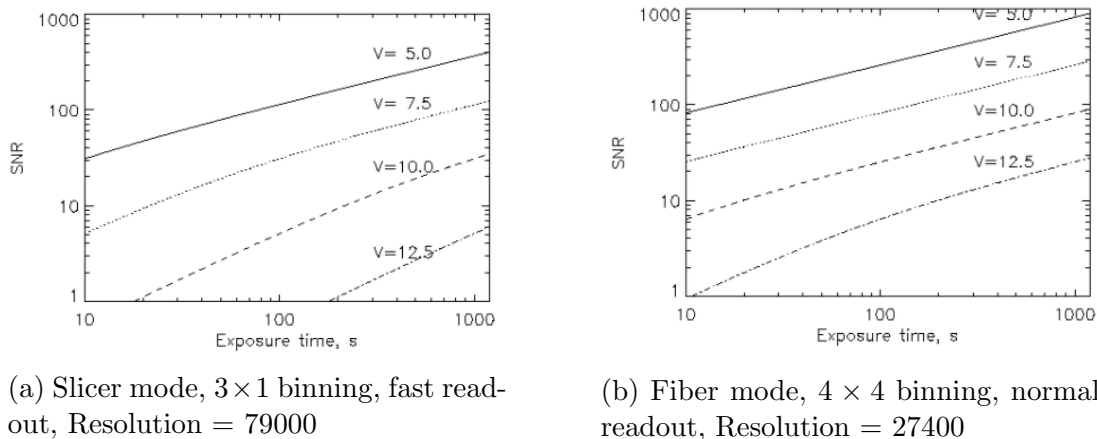 1000
100
10
1
SNR
V= 5.0
V= 7.5
V=10.0
V=12.5
10
100
1000
Exposure time, s
1000
100
10
1
SNR
V= 5.0
V= 7.5
V=10.0
V=12.5
10
100
1000
Exposure time, s
(a) Slicer mode, 3×1 binning, fast read-
out, Resolution = 79000
(b) Fiber mode, 4 × 4 binning, normal
readout, Resolution = 27400